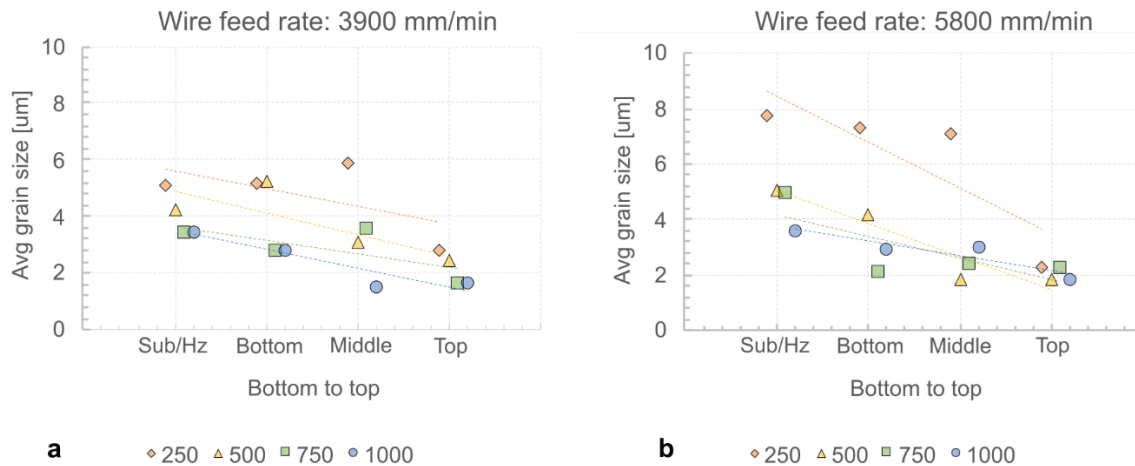 Wire feed rate: 3900 mm/min
Avg grain size [um]
10
8
6
4
2
0
Sub/Hz Bottom Middle Top
Bottom to top
a
250 500 750 1000
Wire feed rate: 5800 mm/min
Avg grain size [um]
10
8
6
4
2
0
Sub/Hz Bottom Middle Top
Bottom to top
b
250 500 750 1000